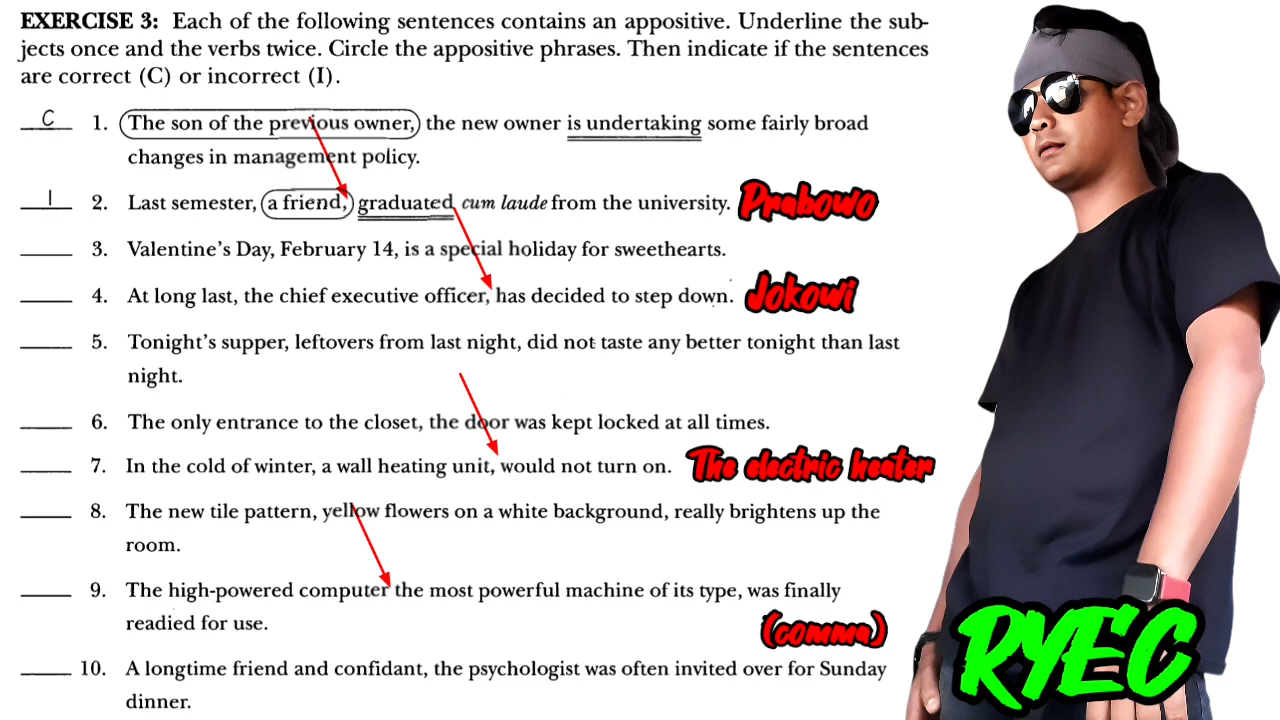 EXERCISE 3: Each of the following sentences contains an appositive. Underline the sub-
jects once and the verbs twice. Circle the appositive phrases. Then indicate if the sentences
are correct (C) or incorrect (I).
C 1. The son of the previous owner, the new owner is undertaking some fairly broad
changes in management policy.
I 2. Last semester, a friend, graduated cum laude from the university. Prabowo
3. Valentine's Day, February 14, is a special holiday for sweethearts.
4. At long last, the chief executive officer, has decided to step down. Jokowi
5. Tonight's supper, leftovers from last night, did not taste any better tonight than last
night.
6. The only entrance to the closet, the door was kept locked at all times.
7. In the cold of winter, a wall heating unit, would not turn on. The electric heater
8. The new tile pattern, yellow flowers on a white background, really brightens up the
room.
9. The high-powered computer the most powerful machine of its type, was finally
readied for use. (comma)
10. A longtime friend and confidant, the psychologist was often invited over for Sunday
dinner.
RYEC